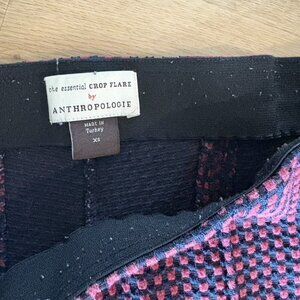 the essential CROP FLARE
by
ANTHROPOLOGIE
MADE IN
Turkey
XS